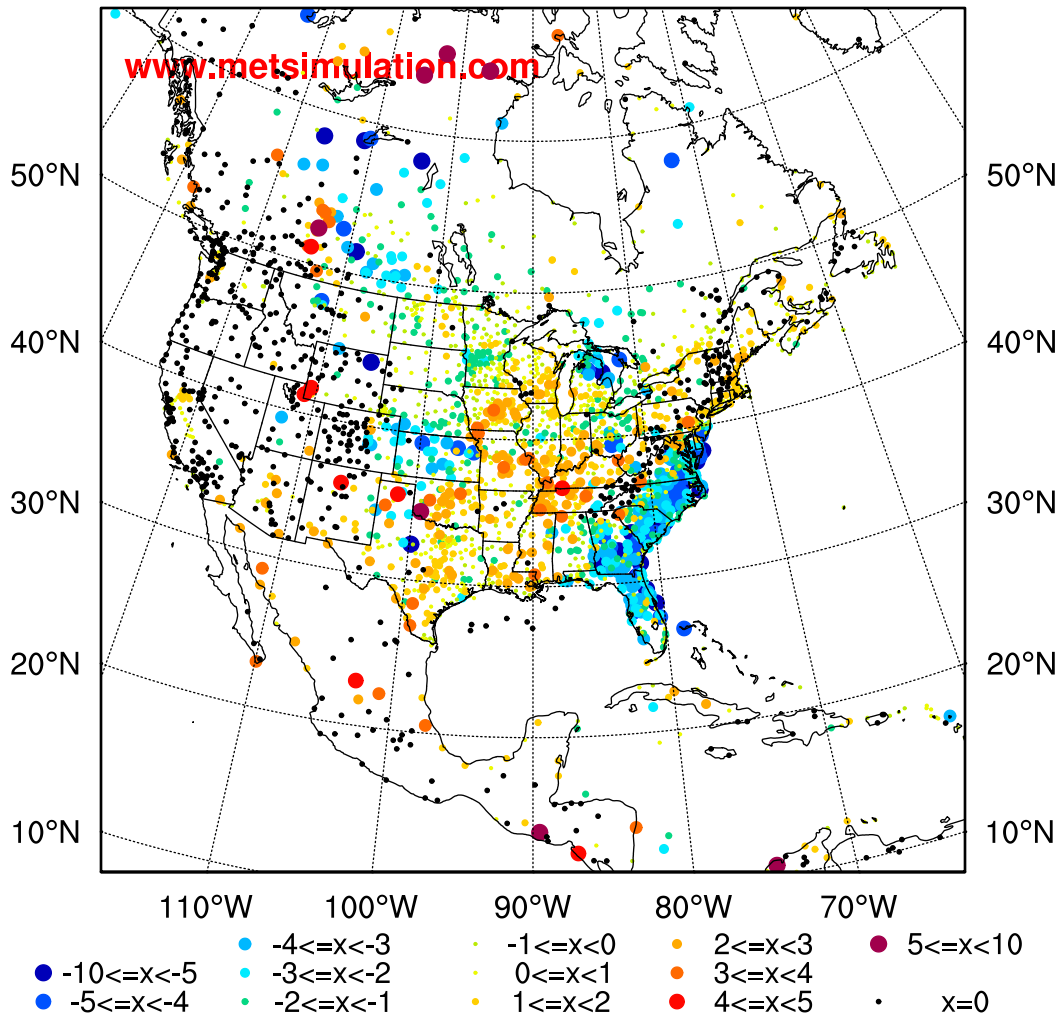 www.metsimulation.com
50°N 50°N
40°N 40°N
30°N 30°N
20°N 20°N
10°N 10°N
110°W 100°W 90°W 80°W 70°W
-4<=x<-3 -1<=x<0 2<=x<3 5<=x<10
-10<=x<-5 -3<=x<-2 0<=x<1 3<=x<4
-5<=x<-4 -2<=x<-1 1<=x<2 4<=x<5 x=0